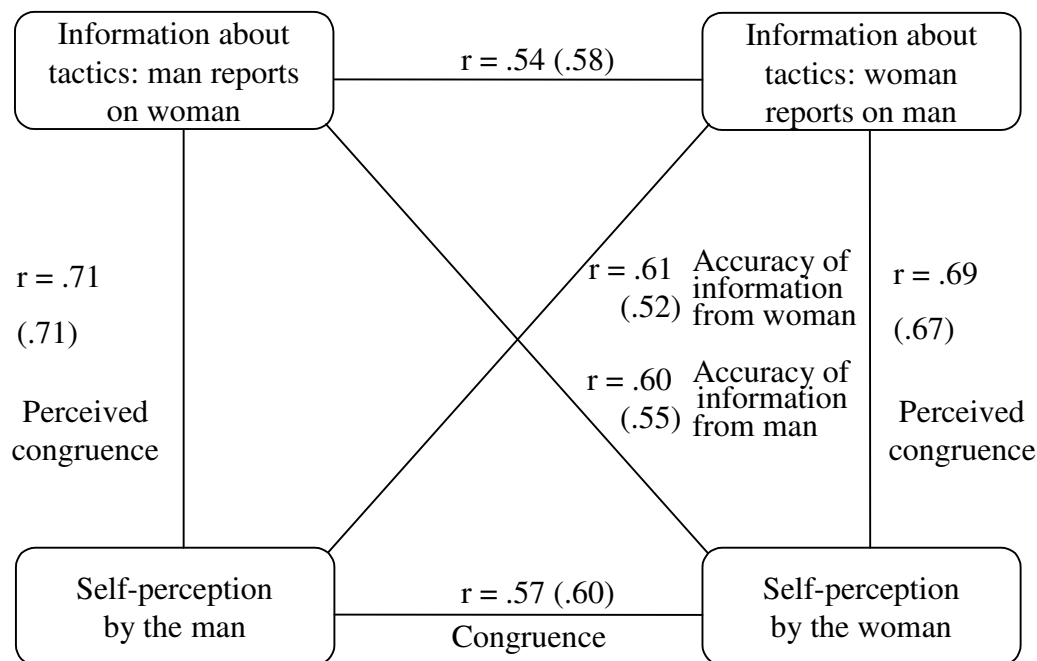 Information about
tactics: man reports
on woman
r = .54 (.58)
Information about
tactics: woman
reports on man
r = .71
(.71)
Perceived
congruence
r = .61
(.52)
Accuracy of
information
from woman
r = .60
(.55)
Accuracy of
information
from man
r = .69
(.67)
Perceived
congruence
Self-perception
by the man
r = .57 (.60)
Congruence
Self-perception
by the woman